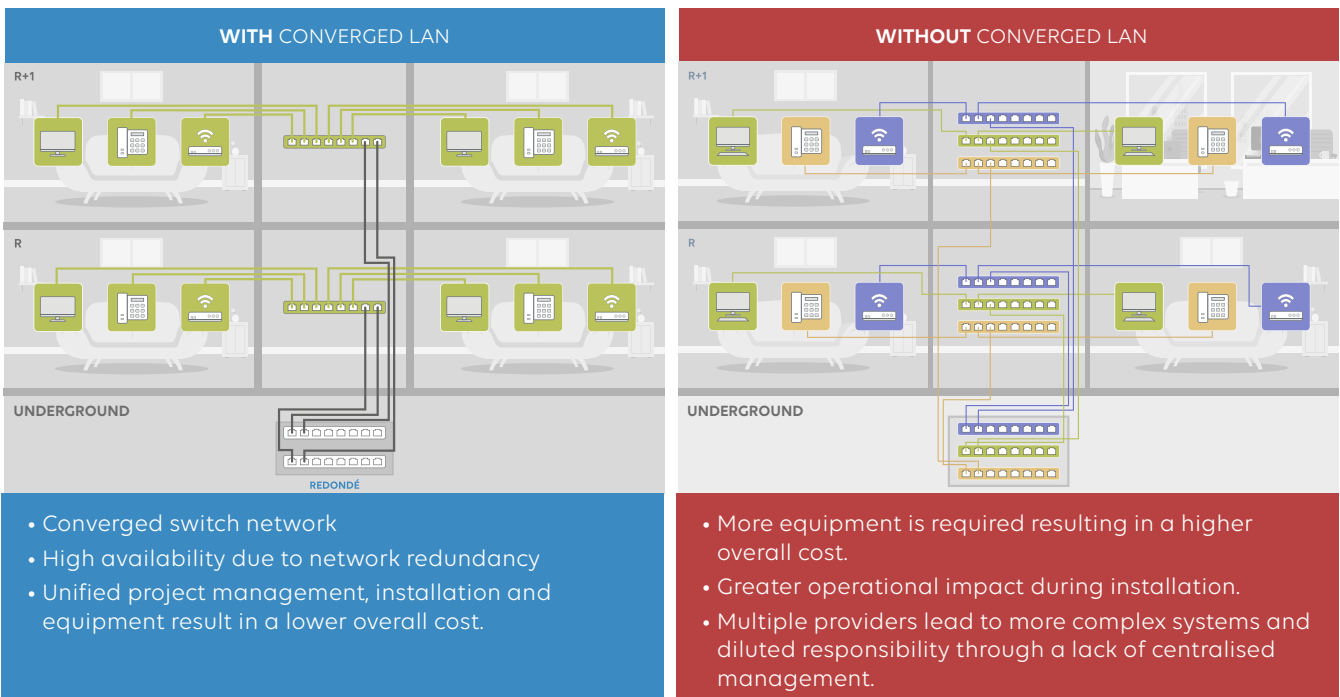 WITH CONVERGED LAN
R+1
R
UNDERGROUND
REDONDÉ
• Converged switch network
• High availability due to network redundancy
• Unified project management, installation and
equipment result in a lower overall cost.
WITHOUT CONVERGED LAN
R+1
R
UNDERGROUND
• More equipment is required resulting in a higher
overall cost.
• Greater operational impact during installation.
• Multiple providers lead to more complex systems and
diluted responsibility through a lack of centralised
management.